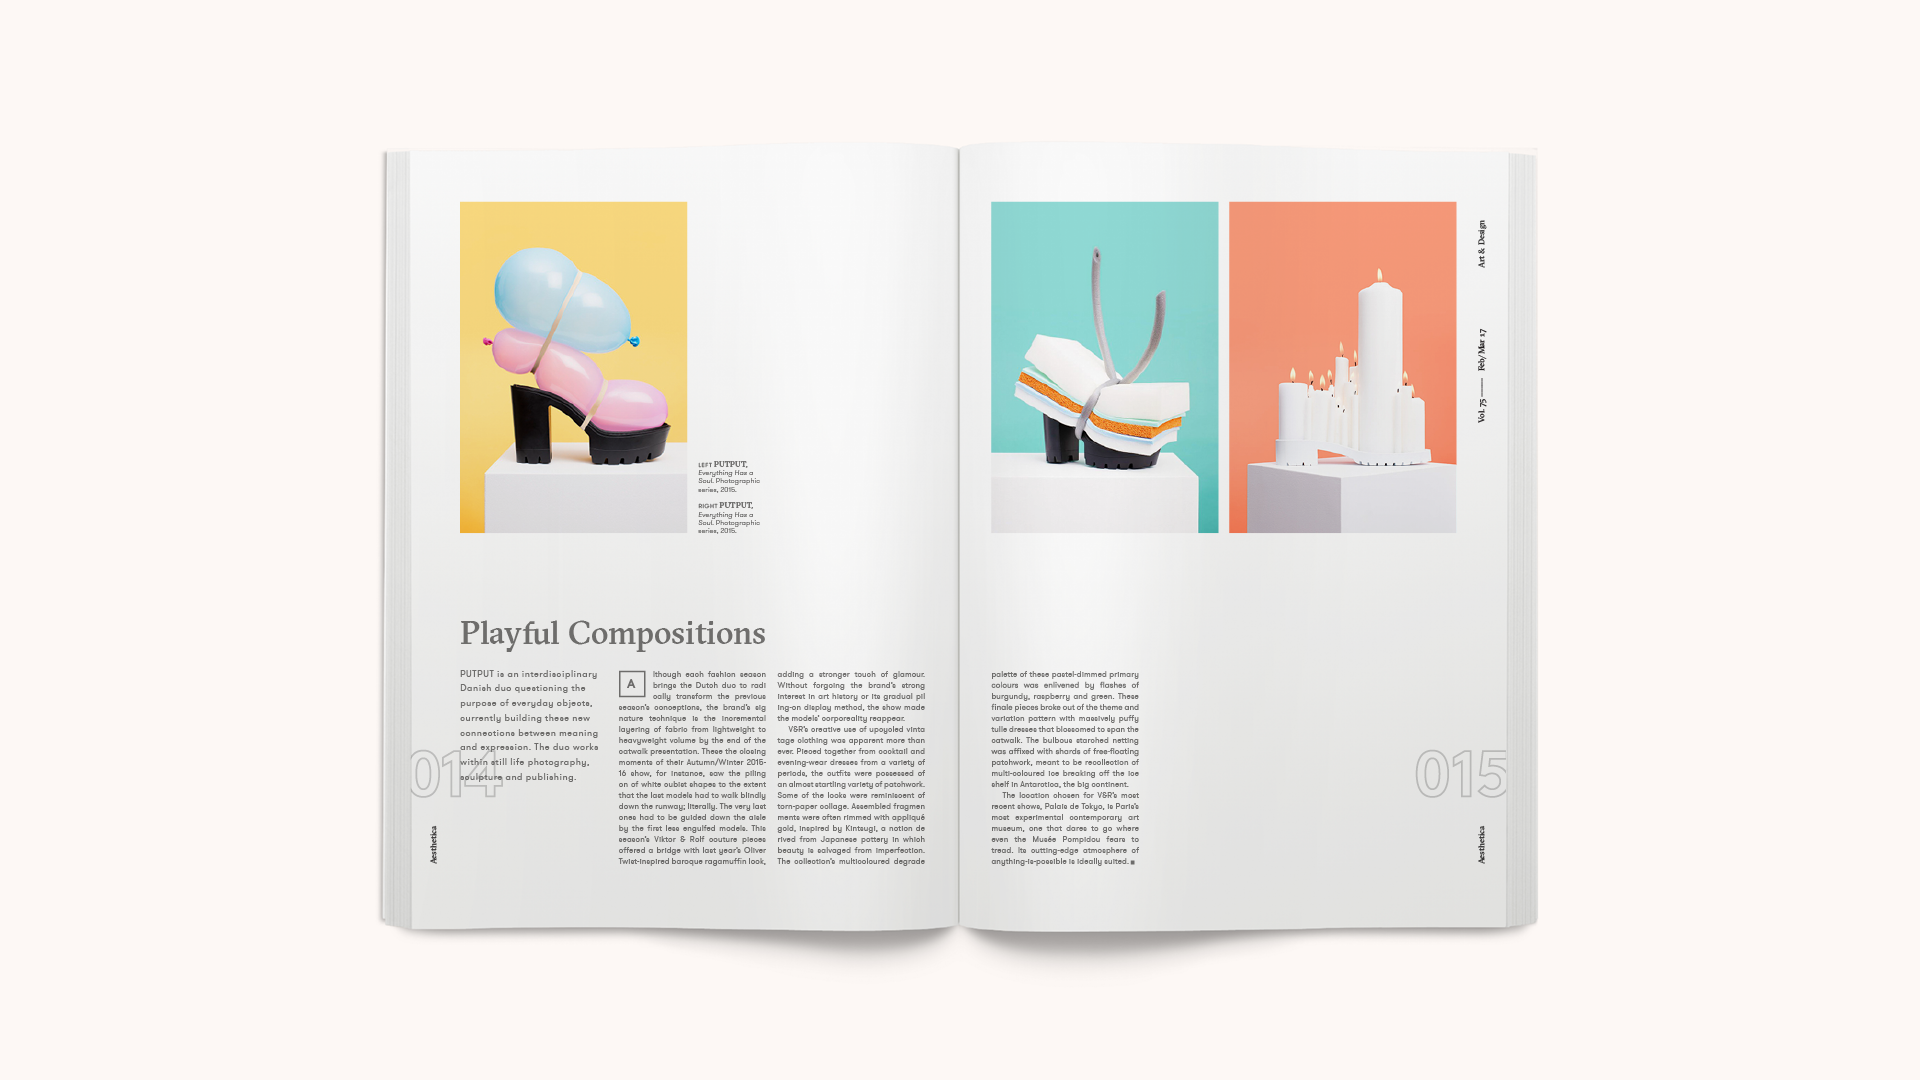 LEFT PUTPUT,
Everything Has a
Soul. Photographic
series, 2015.
RIGHT PUTPUT,
Everything Has a
Soul. Photographic
series, 2015.
Playful Compositions
PUTPUT is an interdisciplinary
Danish duo questioning the
purpose of everyday objects,
currently building these new
connections between meaning
and expression. The duo works
within still life photography,
sculpture and publishing.
014
Aesthetica
A
lthough each fashion season
brings the Dutch duo to radi
cally transform the previous
season's conceptions, the brand's sig
nature technique is the incremental
layering of fabric from lightweight to
heavyweight volume by the end of the
catwalk presentation. These the closing
moments of their Autumn/Winter 2015-
16 show, for instance, saw the piling
on of white cubist shapes to the extent
that the last models had to walk blindly
down the runway; literally. The very last
ones had to be guided down the aisle
by the first less engulfed models. This
season's Viktor & Rolf couture pieces
offered a bridge with last year's Oliver
Twist-inspired baroque ragamuffin look,
adding a stronger touch of glamour.
Without forgoing the brand's strong
interest in art history or its gradual pil
ing-on display method, the show made
the models' corporeality reappear.
V&R's creative use of upcycled vinta
tage clothing was apparent more than
ever. Pieced together from cocktail and
evening-wear dresses from a variety of
periods, the outfits were possessed of
an almost startling variety of patchwork.
Some of the looks were reminiscent of
torn-paper collage. Assembled fragmen
ments were often rimmed with appliqué
gold, inspired by Kintsugi, a notion de
rived from Japanese pottery in which
beauty is salvaged from imperfection.
The collection's multicoloured degrade
palette of these pastel-dimmed primary
colours was enlivened by flashes of
burgundy, raspberry and green. These
finale pieces broke out of the theme and
variation pattern with massively puffy
tulle dresses that blossomed to span the
catwalk. The bulbous starched netting
was affixed with shards of free-floating
patchwork, meant to be recollection of
multi-coloured ice breaking off the ice
shelf in Antarctica, the big continent.
The location chosen for V&R's most
recent shows, Palais de Tokyo, is Paris's
most experimental contemporary art
museum, one that dares to go where
even the Musée Pompidou fears to
tread. Its cutting-edge atmosphere of
anything-is-possible is ideally suited.
Art & Design
Vol. 75 —— Feb/Mar 17
015
Aesthetica